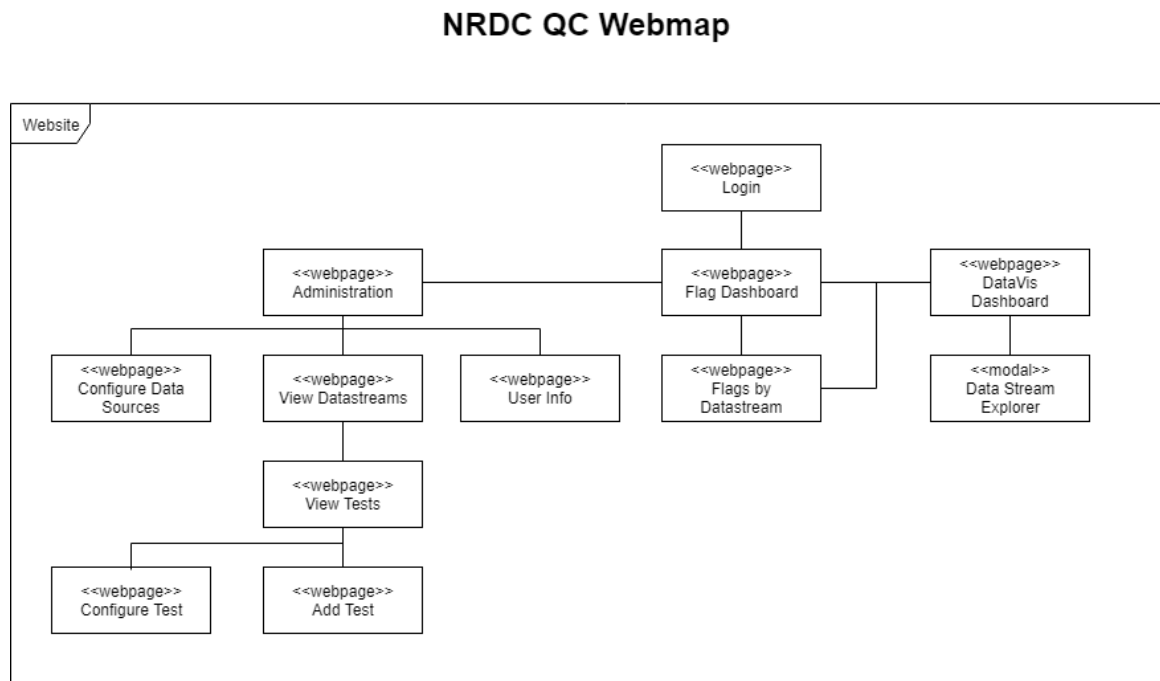 NRDC QC Webmap
Website
<<webpage>>
Login
<<webpage>>
Administration
<<webpage>>
Flag Dashboard
<<webpage>>
DataVis
Dashboard
<<webpage>>
Configure Data
Sources
<<webpage>>
View Datastreams
<<webpage>>
User Info
<<webpage>>
Flags by
Datastream
<<modal>>
Data Stream
Explorer
<<webpage>>
View Tests
<<webpage>>
Configure Test
<<webpage>>
Add Test